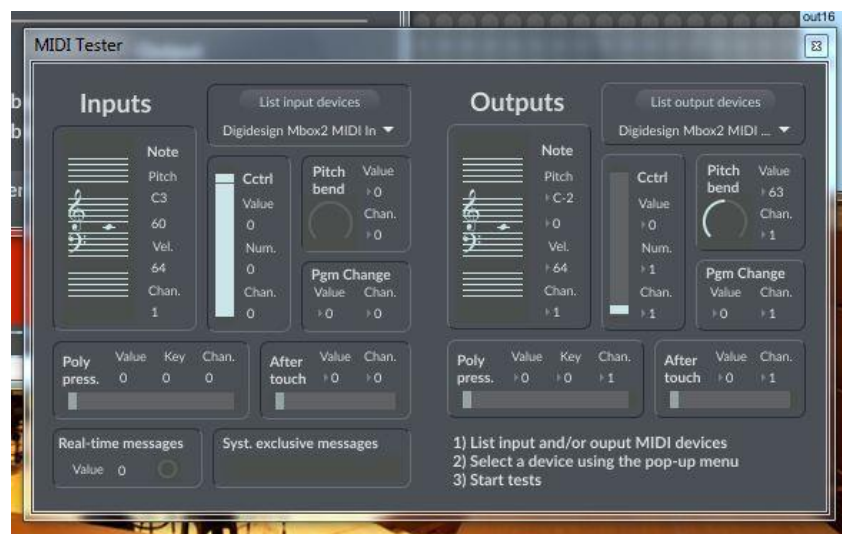 out16
MIDI Tester
Inputs
List input devices
Digidesign Mbox2 MIDI In
Note
Pitch
C3
60
Vel.
64
Chan.
1
Cctrl
Value
0
Num.
0
Chan.
0
Pitch bend
Value
0
Chan.
0
Pgm Change
Value Chan.
0 0
Poly press.
Value Key Chan.
0 0 0
After touch
Value Chan.
0 0
Real-time messages
Value 0
Syst. exclusive messages
Outputs
List output devices
Digidesign Mbox2 MIDI ...
Note
Pitch
C-2
0
Vel.
64
Chan.
1
Cctrl
Value
0
Num.
1
Chan.
1
Pitch bend
Value
63
Chan.
1
Pgm Change
Value Chan.
0 1
Poly press.
Value Key Chan.
0 0 1
After touch
Value Chan.
0 1
1) List input and/or ouput MIDI devices
2) Select a device using the pop-up menu
3) Start tests